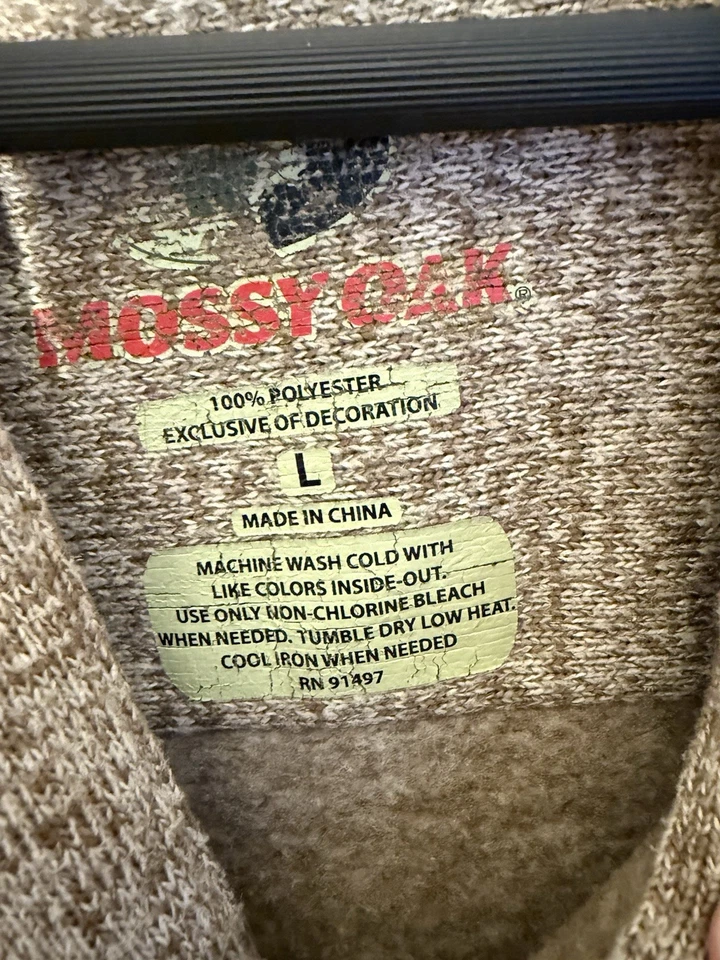 MOSSY OAK®
100% POLYESTER
EXCLUSIVE OF DECORATION
L
MADE IN CHINA
MACHINE WASH COLD WITH
LIKE COLORS INSIDE-OUT.
USE ONLY NON-CHLORINE BLEACH
WHEN NEEDED. TUMBLE DRY LOW HEAT.
COOL IRON WHEN NEEDED
RN 91497